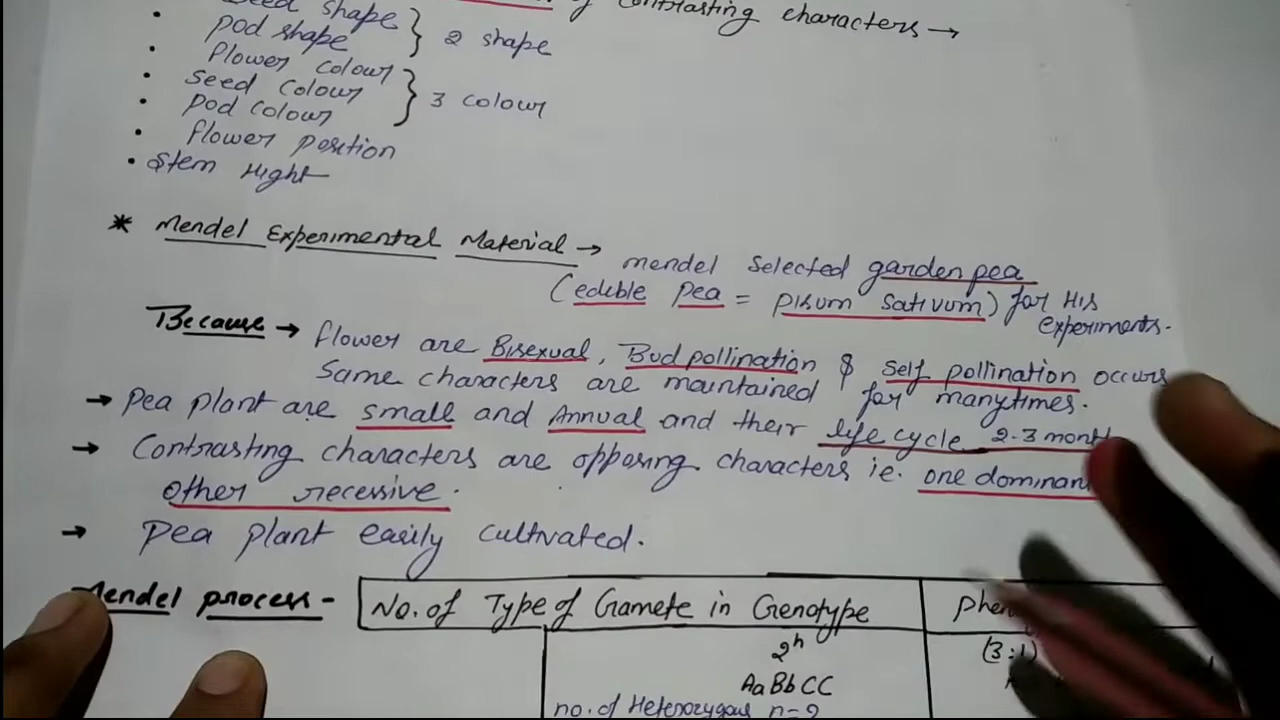 of contrasting characters →
• Seed shape
• Pod shape } 2 shape
• Flower colour
• Seed colour } 3 colour
• Pod colour
• flower position
• Stem Hight
* Mendel Experimental Material → mendel selected garden pea
(edible pea = pisum sativum) for His
experiments.
Because → flower are Bisexual, Bud pollination & Self pollination occurs
Same characters are maintained for manytimes.
→ Pea plant are small and Annual and their life cycle 2-3 month
→ Contrasting characters are opposing characters ie. one dominant
other recessive.
→ Pea plant easily cultivated.
Mendel process- No. of Type of Gamete in Genotype
2ⁿ (3:1)
AaBbCC
no. of Heterozygous n=2